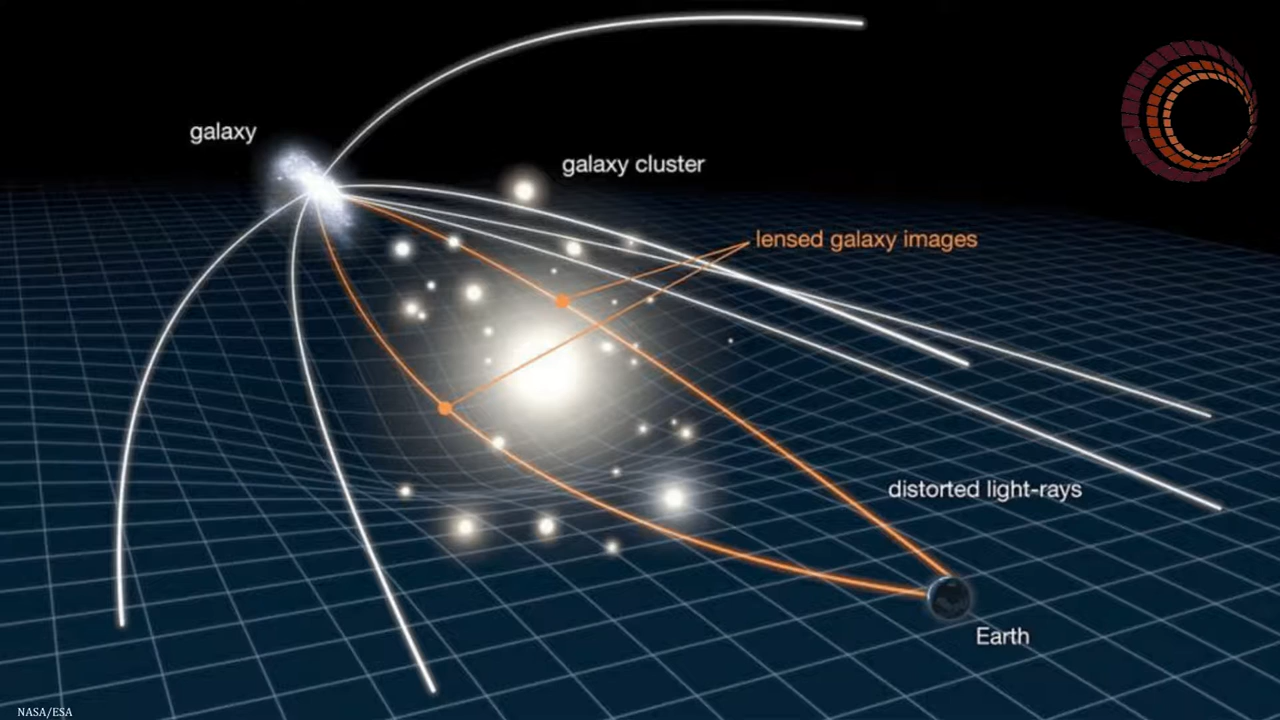 galaxy
galaxy cluster
lensed galaxy images
distorted light-rays
Earth
NASA/ESA